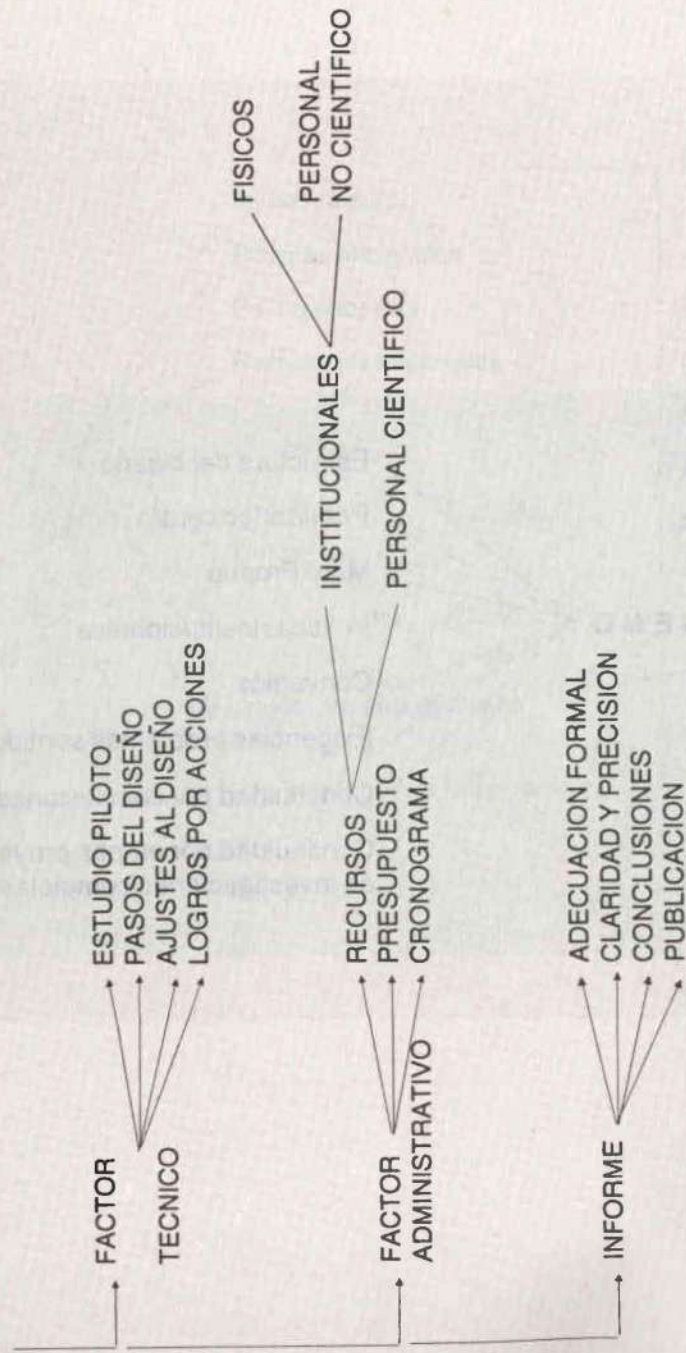 FACTOR
TECNICO
ESTUDIO PILOTO
PASOS DEL DISEÑO
AJUSTES AL DISEÑO
LOGROS POR ACCIONES
FACTOR
ADMINISTRATIVO
RECURSOS
PRESUPUESTO
CRONOGRAMA
INSTITUCIONALES
PERSONAL CIENTIFICO
FISICOS
PERSONAL
NO CIENTIFICO
INFORME
ADECUACION FORMAL
CLARIDAD Y PRECISION
CONCLUSIONES
PUBLICACION